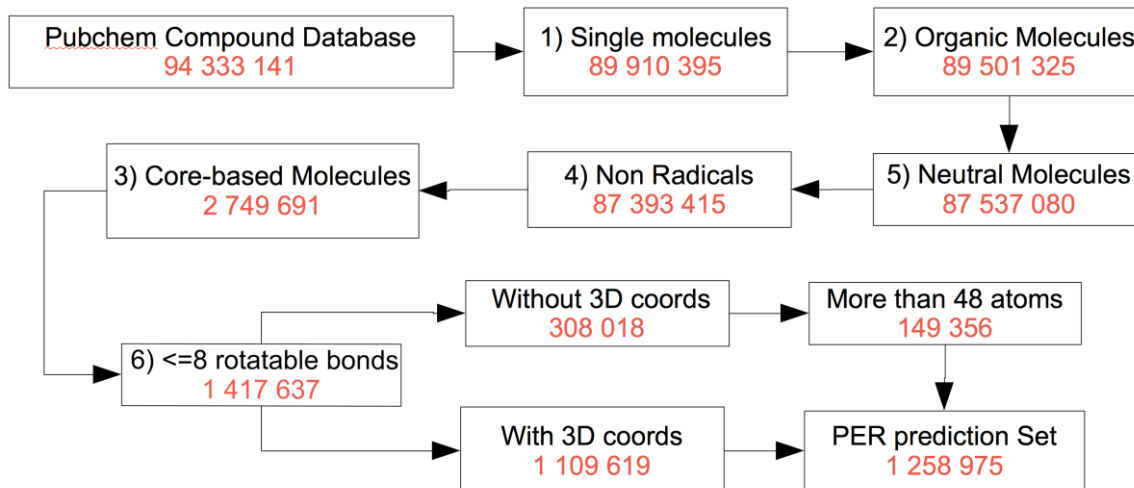 Pubchem Compound Database
94 333 141
1) Single molecules
89 910 395
2) Organic Molecules
89 501 325
5) Neutral Molecules
87 537 080
4) Non Radicals
87 393 415
3) Core-based Molecules
2 749 691
6) <=8 rotatable bonds
1 417 637
Without 3D coords
308 018
More than 48 atoms
149 356
With 3D coords
1 109 619
PER prediction Set
1 258 975